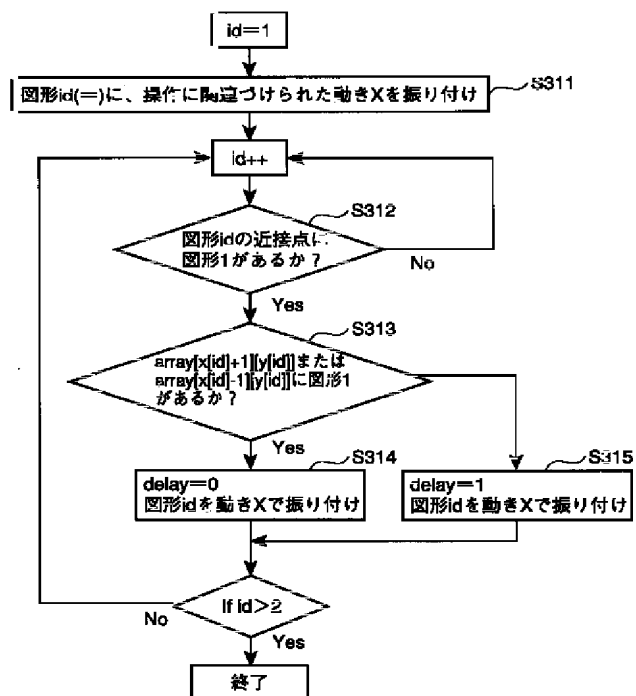 id=1
図形id(=)に、操作に関連づけられた動きXを振り付け
S311
id++
S312
図形idの近接点に
図形1があるか？
No
Yes
S313
array[x[id]+1][y[id]]または
array[x[id]-1][y[id]]に図形1
があるか？
Yes
S314
delay=0
図形idを動きXで振り付け
S315
delay=1
図形idを動きXで振り付け
If id>2
No
Yes
終了